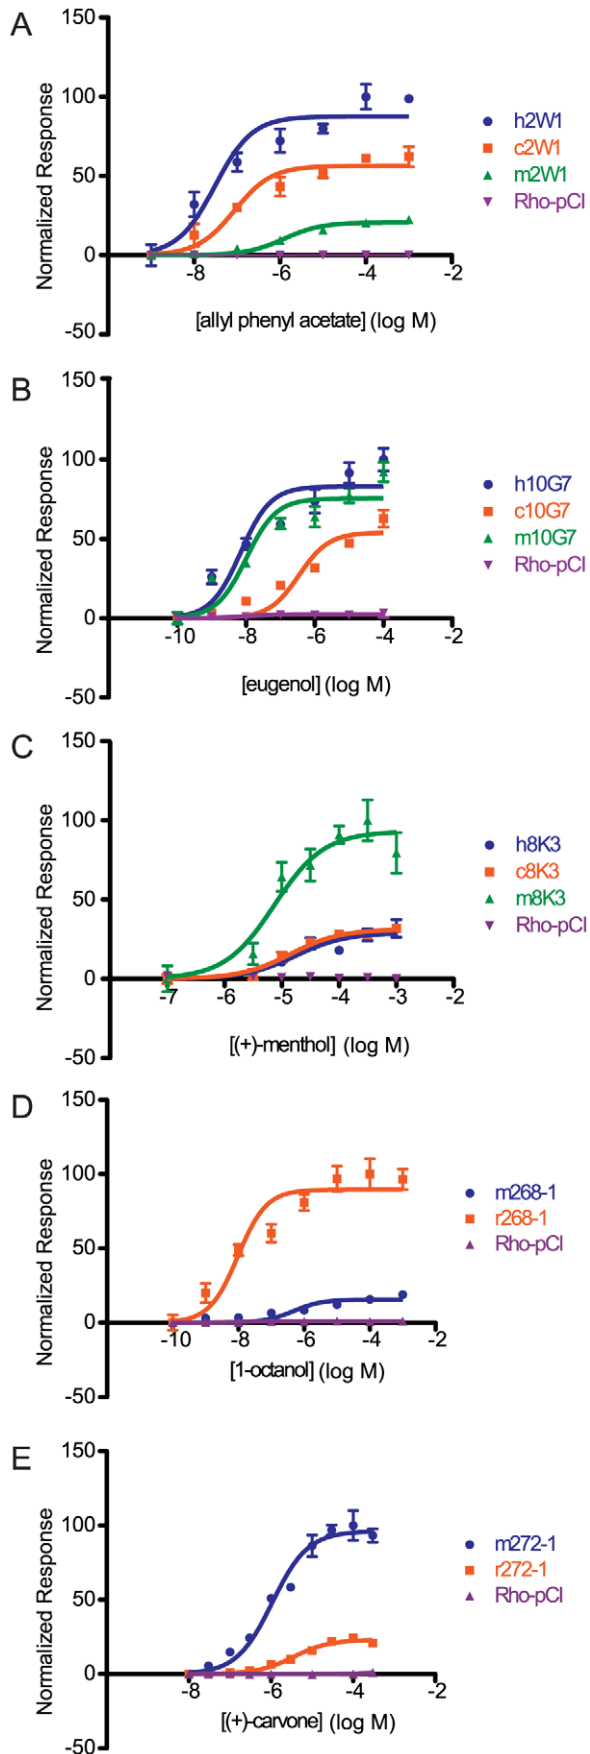 A
150
100
50
0
-50
Normalized Response
-8
-6
-4
-2
[allyl phenyl acetate] (log M)
h2W1
c2W1
m2W1
Rho-pCI
B
150
100
50
0
-50
Normalized Response
-10
-8
-6
-4
-2
[eugenol] (log M)
h10G7
c10G7
m10G7
Rho-pCI
C
150
100
50
0
-50
Normalized Response
-7
-6
-5
-4
-3
-2
[(+)-menthol] (log M)
h8K3
c8K3
m8K3
Rho-pCI
D
150
100
50
0
-50
Normalized Response
-10
-8
-6
-4
-2
[1-octanol] (log M)
m268-1
r268-1
Rho-pCI
E
150
100
50
0
-50
Normalized Response
-8
-6
-4
-2
[(+)-carvone] (log M)
m272-1
r272-1
Rho-pCI